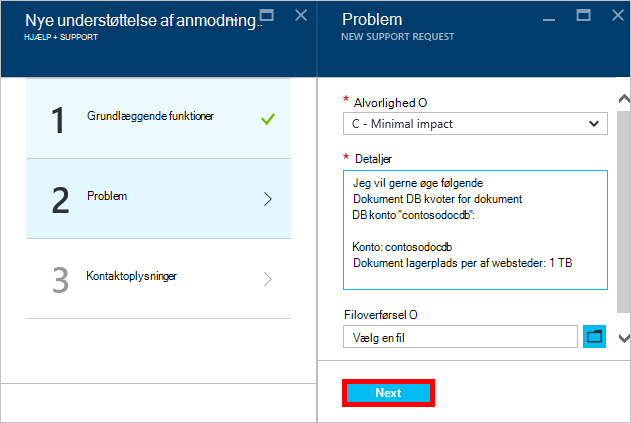 Nye understøttelse af anmodning..
HJÆLP + SUPPORT
1 Grundlæggende funktioner
2 Problem
3 Kontaktoplysninger
Problem
NEW SUPPORT REQUEST
* Alvorlighed O
C - Minimal impact
* Detaljer
Jeg vil gerne øge følgende
Dokument DB kvoter for dokument
DB konto "contosodocdb":
Konto: contosodocdb
Dokument lagerplads per af websteder: 1 TB
Filoverførsel O
Vælg en fil
Next